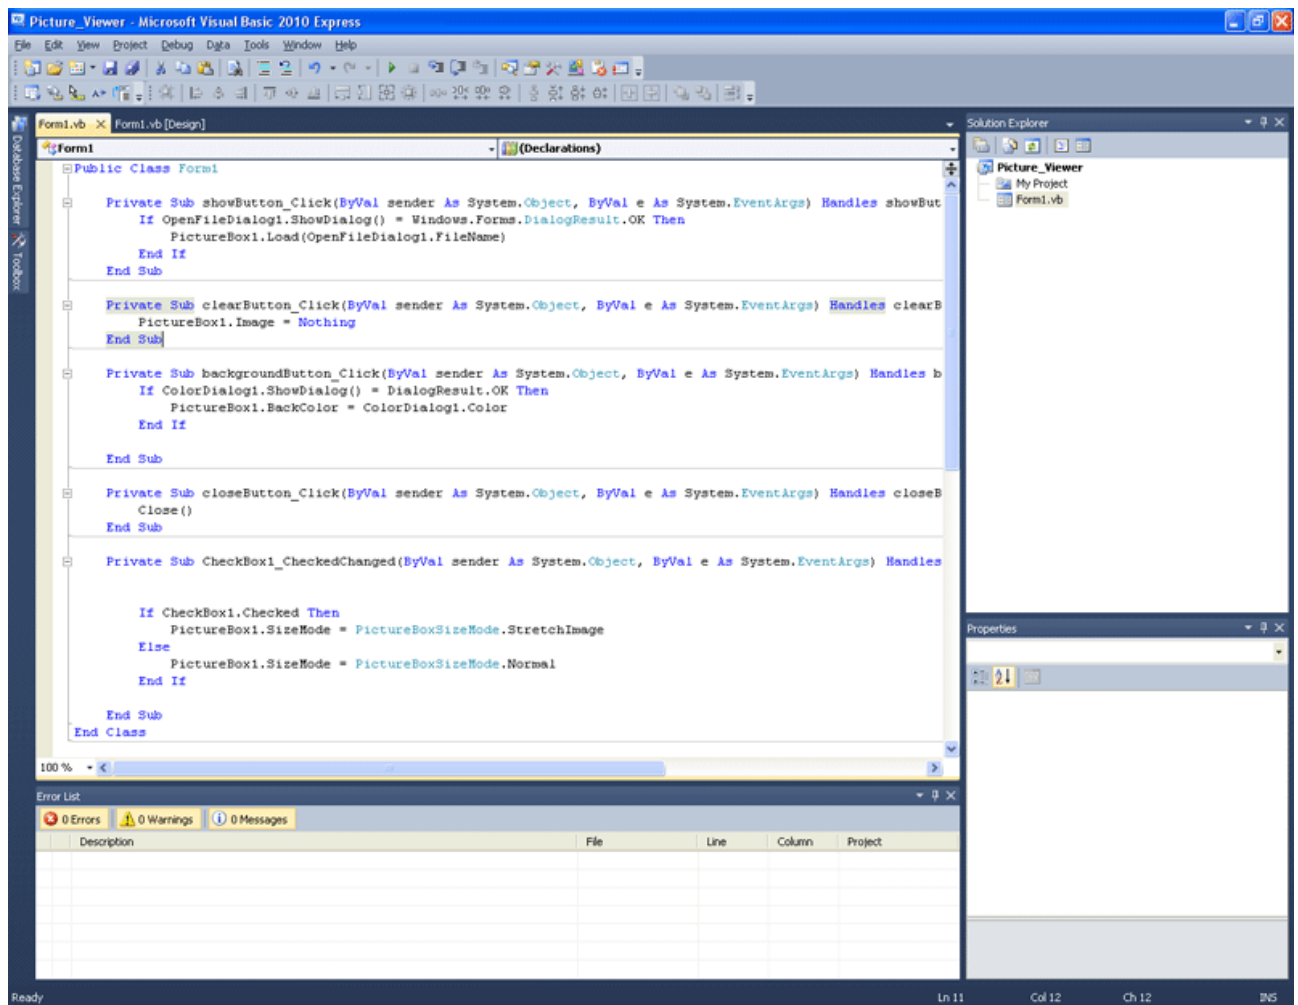 Picture_Viewer - Microsoft Visual Basic 2010 Express
File Edit View Project Debug Data Tools Window Help
Database Explorer
Toolbox
Form1.vb Form1.vb [Design]
Form1 (Declarations)
Public Class Form1
Private Sub showButton_Click(ByVal sender As System.Object, ByVal e As System.EventArgs) Handles showBut
If OpenFileDialog1.ShowDialog() = Windows.Forms.DialogResult.OK Then
PictureBox1.Load(OpenFileDialog1.FileName)
End If
End Sub
Private Sub clearButton_Click(ByVal sender As System.Object, ByVal e As System.EventArgs) Handles clearB
PictureBox1.Image = Nothing
End Sub
Private Sub backgroundButton_Click(ByVal sender As System.Object, ByVal e As System.EventArgs) Handles b
If ColorDialog1.ShowDialog() = DialogResult.OK Then
PictureBox1.BackColor = ColorDialog1.Color
End If
End Sub
Private Sub closeButton_Click(ByVal sender As System.Object, ByVal e As System.EventArgs) Handles closeB
Close()
End Sub
Private Sub CheckBox1_CheckedChanged(ByVal sender As System.Object, ByVal e As System.EventArgs) Handles
If CheckBox1.Checked Then
PictureBox1.SizeMode = PictureBoxSizeMode.StretchImage
Else
PictureBox1.SizeMode = PictureBoxSizeMode.Normal
End If
End Sub
End Class
100 %
Solution Explorer
Picture_Viewer
My Project
Form1.vb
Properties
Error List
0 Errors 0 Warnings 0 Messages
Description File Line Column Project
Ready Ln 11 Col 12 Ch 12 INS